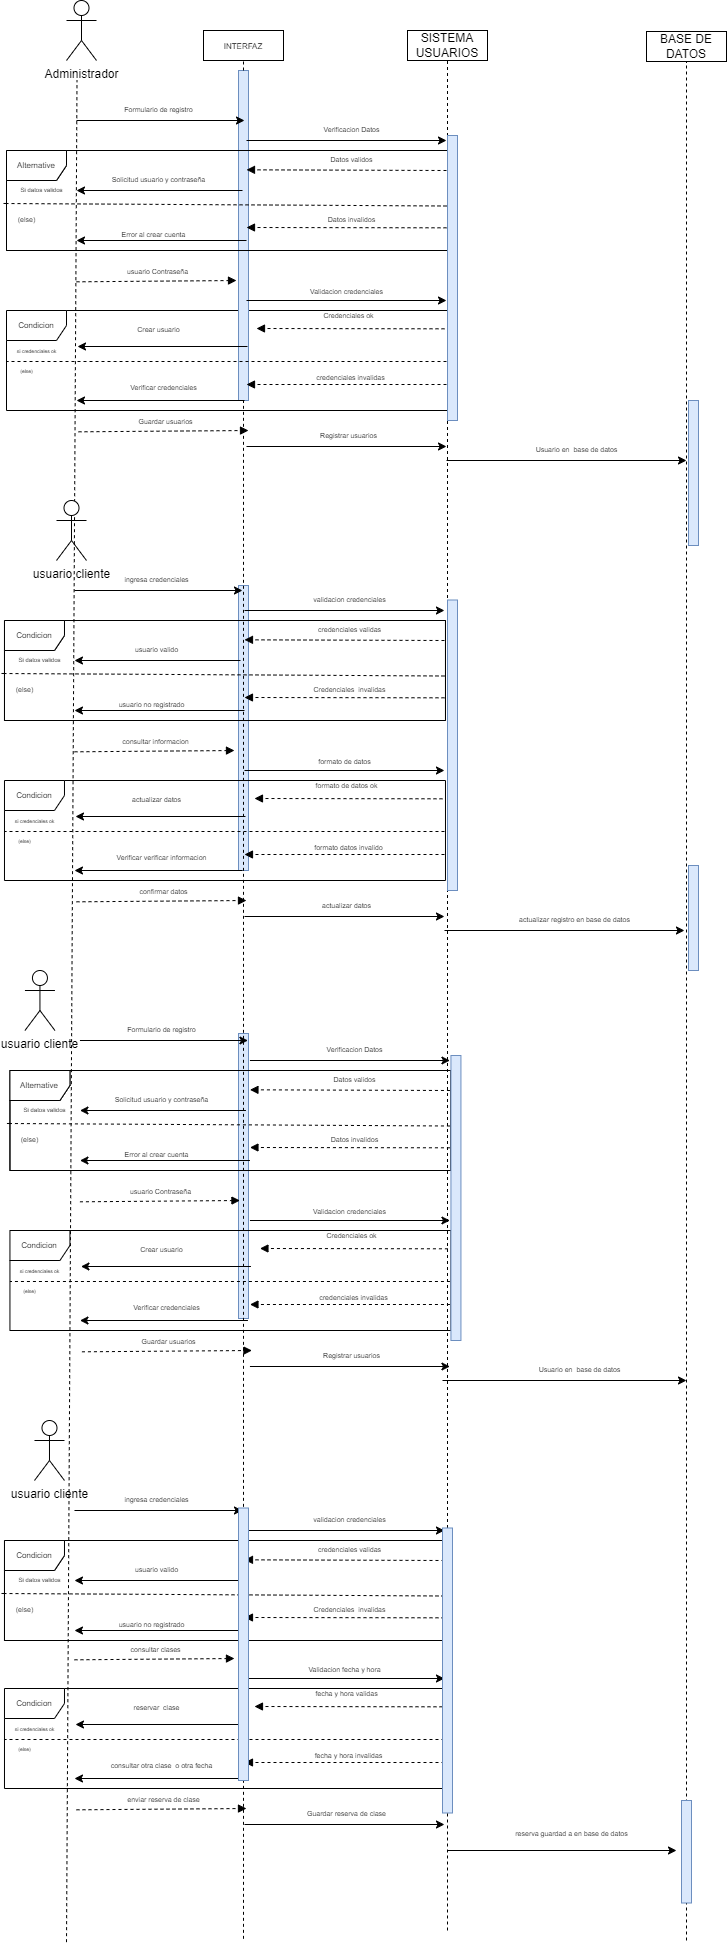 Administrador
INTERFAZ
SISTEMA
USUARIOS
BASE DE
DATOS
Formulario de registro
Verificacion Datos
Alternative
Datos validos
Solicitud usuario y contraseña
Si datos validos
(else)
Datos invalidos
Error al crear cuenta
usuario Contraseña
Validacion credenciales
Condicion
Credenciales ok
Crear usuario
si credenciales ok
(else)
credenciales invalidas
Verificar credenciales
Guardar usuarios
Registrar usuarios
Usuario en  base de datos
usuario cliente
ingresa credenciales
validacion credenciales
Condicion
credenciales validas
usuario valido
Si datos validos
(else)
Credenciales  invalidas
usuario no registrado
consultar informacion
formato de datos
Condicion
formato de datos ok
actualizar datos
si credenciales ok
(else)
formato datos invalido
Verificar verificar informacion
confirmar datos
actualizar datos
actualizar registro en base de datos
usuario cliente
Formulario de registro
Verificacion Datos
Alternative
Datos validos
Solicitud usuario y contraseña
Si datos validos
(else)
Datos invalidos
Error al crear cuenta
usuario Contraseña
Validacion credenciales
Condicion
Credenciales ok
Crear usuario
si credenciales ok
(else)
credenciales invalidas
Verificar credenciales
Guardar usuarios
Registrar usuarios
Usuario en  base de datos
usuario cliente
ingresa credenciales
validacion credenciales
Condicion
credenciales validas
usuario valido
Si datos validos
(else)
Credenciales  invalidas
usuario no registrado
consultar clases
Validacion fecha y hora
Condicion
fecha y hora validas
reservar  clase
si credenciales ok
(else)
fecha y hora invalidas
consultar otra clase  o otra fecha
enviar reserva de clase
Guardar reserva de clase
reserva guardad a en base de datos